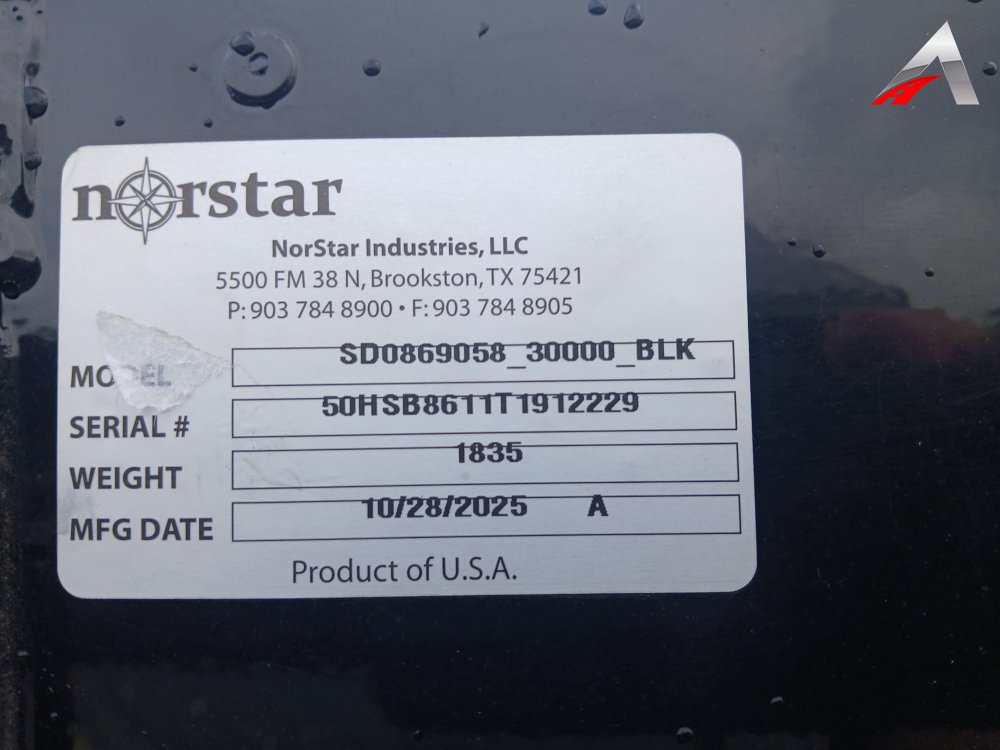 norstar
NorStar Industries, LLC
5500 FM 38 N, Brookston, TX 75421
P: 903 784 8900 • F: 903 784 8905
MODEL SD0869058_30000_BLK
SERIAL # 50HSB8611T1912229
WEIGHT 1835
MFG DATE 10/28/2025 A
Product of U.S.A.